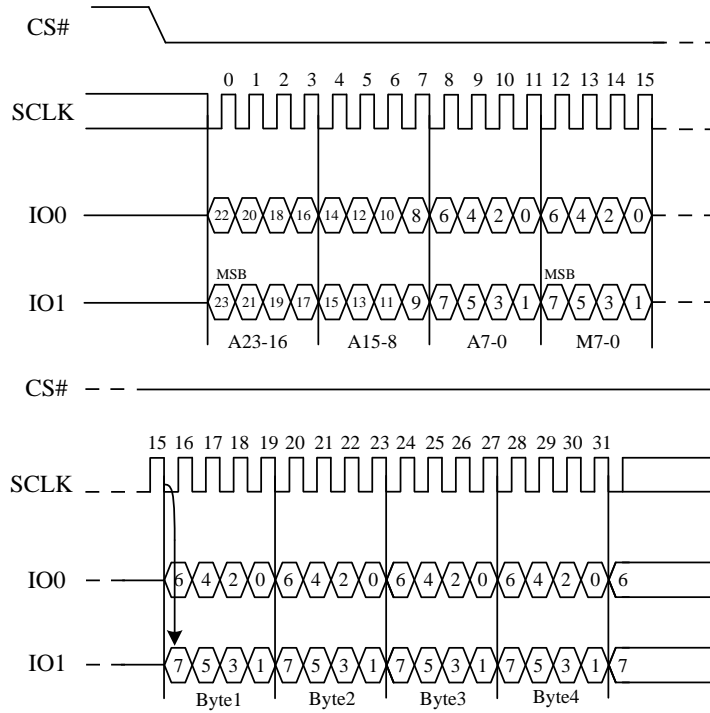 CS#
0 1 2 3 4 5 6 7 8 9 10 11 12 13 14 15
SCLK
IO0 22 20 18 16 14 12 10 8 6 4 2 0 6 4 2 0
MSB MSB
IO1 23 21 19 17 15 13 11 9 7 5 3 1 7 5 3 1
A23-16 A15-8 A7-0 M7-0
CS#
15 16 17 18 19 20 21 22 23 24 25 26 27 28 29 30 31
SCLK
IO0 6 4 2 0 6 4 2 0 6 4 2 0 6 4 2 0 6
IO1 7 5 3 1 7 5 3 1 7 5 3 1 7 5 3 1 7
Byte1 Byte2 Byte3 Byte4